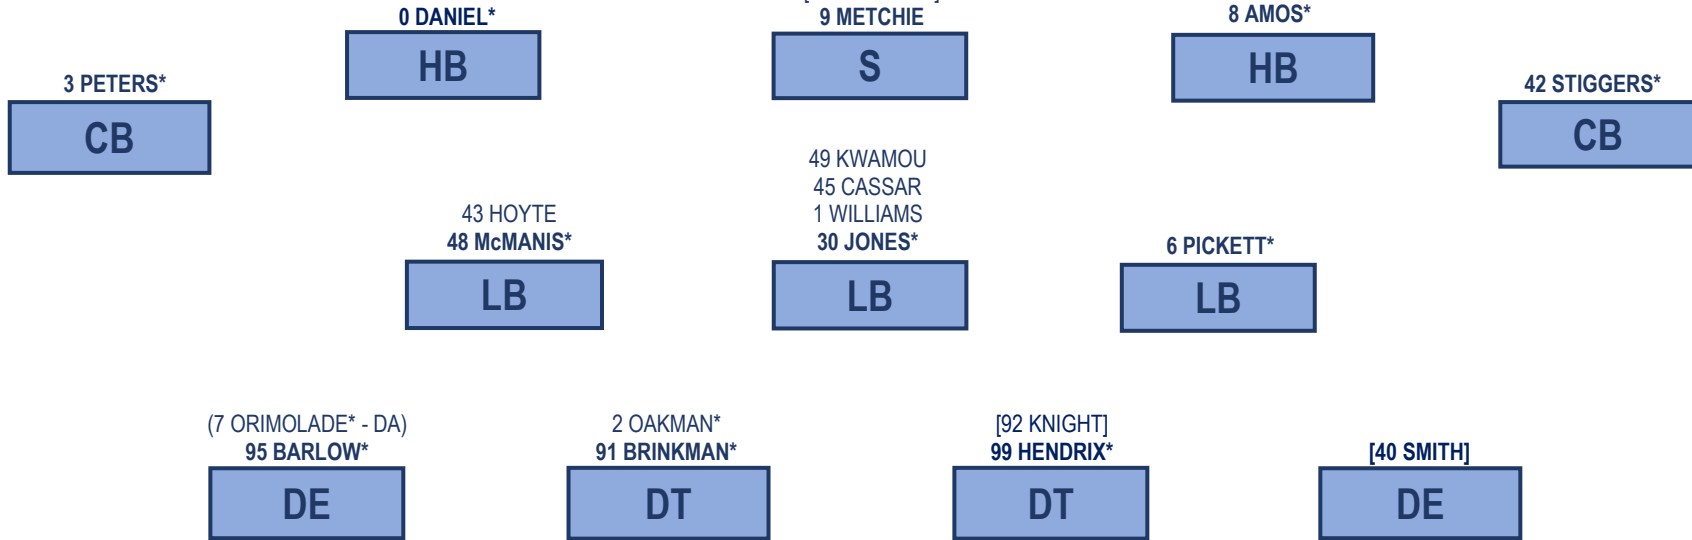 0 DANIEL*
HB
9 METCHIE
S
8 AMOS*
HB
3 PETERS*
CB
42 STIGGERS*
CB
43 HOYTE
48 McMANIS*
LB
49 KWAMOU
45 CASSAR
1 WILLIAMS
30 JONES*
LB
6 PICKETT*
LB
(7 ORIMOLADE* - DA)
95 BARLOW*
DE
2 OAKMAN*
91 BRINKMAN*
DT
[92 KNIGHT]
99 HENDRIX*
DT
[40 SMITH]
DE